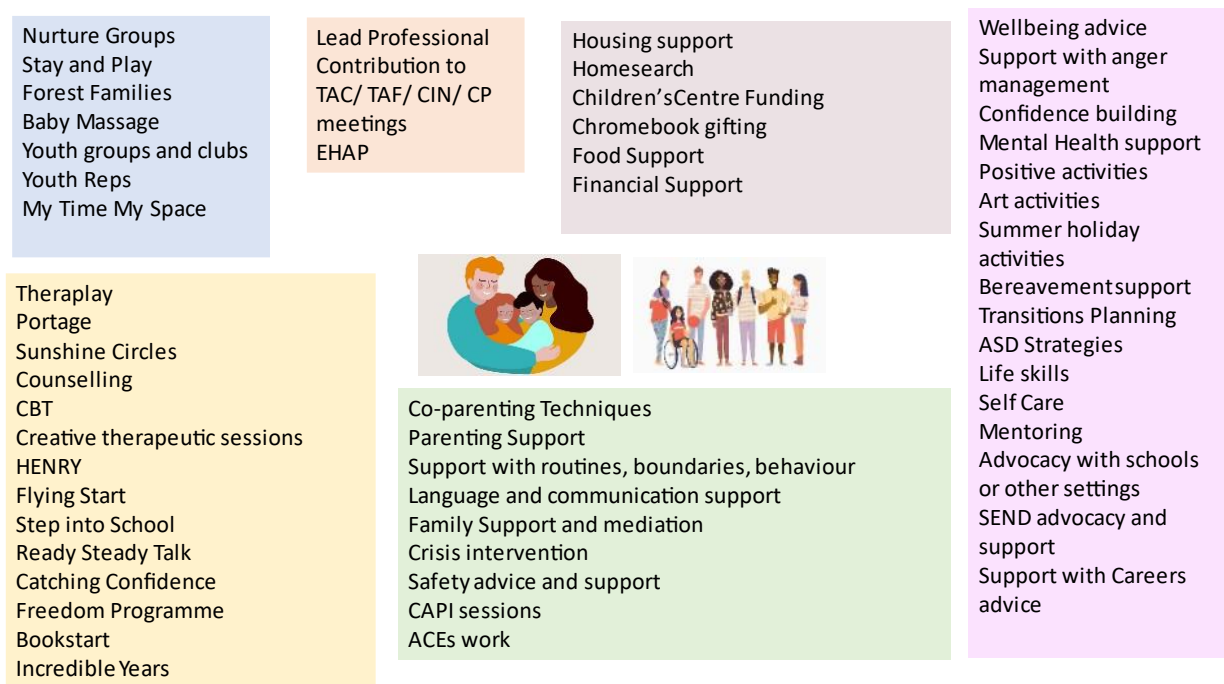 Nurture Groups
Stay and Play
Forest Families
Baby Massage
Youth groups and clubs
Youth Reps
My Time My Space
Lead Professional
Contribution to
TAC/ TAF/ CIN/ CP
meetings
EHAP
Housing support
Homesearch
Children'sCentre Funding
Chromebook gifting
Food Support
Financial Support
Wellbeing advice
Support with anger
management
Confidence building
Mental Health support
Positive activities
Art activities
Summer holiday
activities
Bereavement support
Transitions Planning
ASD Strategies
Life skills
Self Care
Mentoring
Advocacy with schools
or other settings
SEND advocacy and
support
Support with Careers
advice
Theraplay
Portage
Sunshine Circles
Counselling
CBT
Creative therapeutic sessions
HENRY
Flying Start
Step into School
Ready Steady Talk
Catching Confidence
Freedom Programme
Bookstart
Incredible Years
Co-parenting Techniques
Parenting Support
Support with routines, boundaries, behaviour
Language and communication support
Family Support and mediation
Crisis intervention
Safety advice and support
CAPI sessions
ACEs work